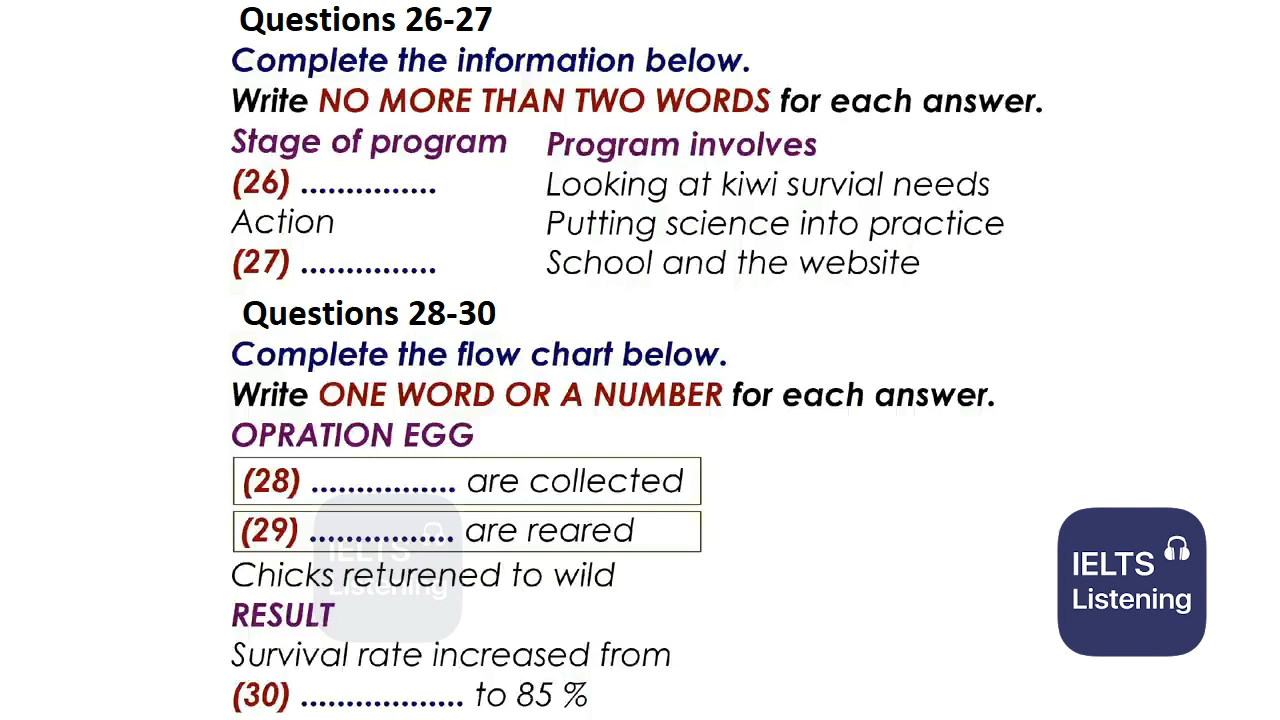 Questions 26-27
Complete the information below.
Write NO MORE THAN TWO WORDS for each answer.
Stage of program Program involves
(26) ............... Looking at kiwi survial needs
Action Putting science into practice
(27) ............... School and the website
Questions 28-30
Complete the flow chart below.
Write ONE WORD OR A NUMBER for each answer.
OPRATION EGG
(28) ................ are collected
(29) ................ are reared
IELTS
Chicks returened to wild
Listening
RESULT
Survival rate increased from
(30) .................. to 85 %
IELTS
Listening